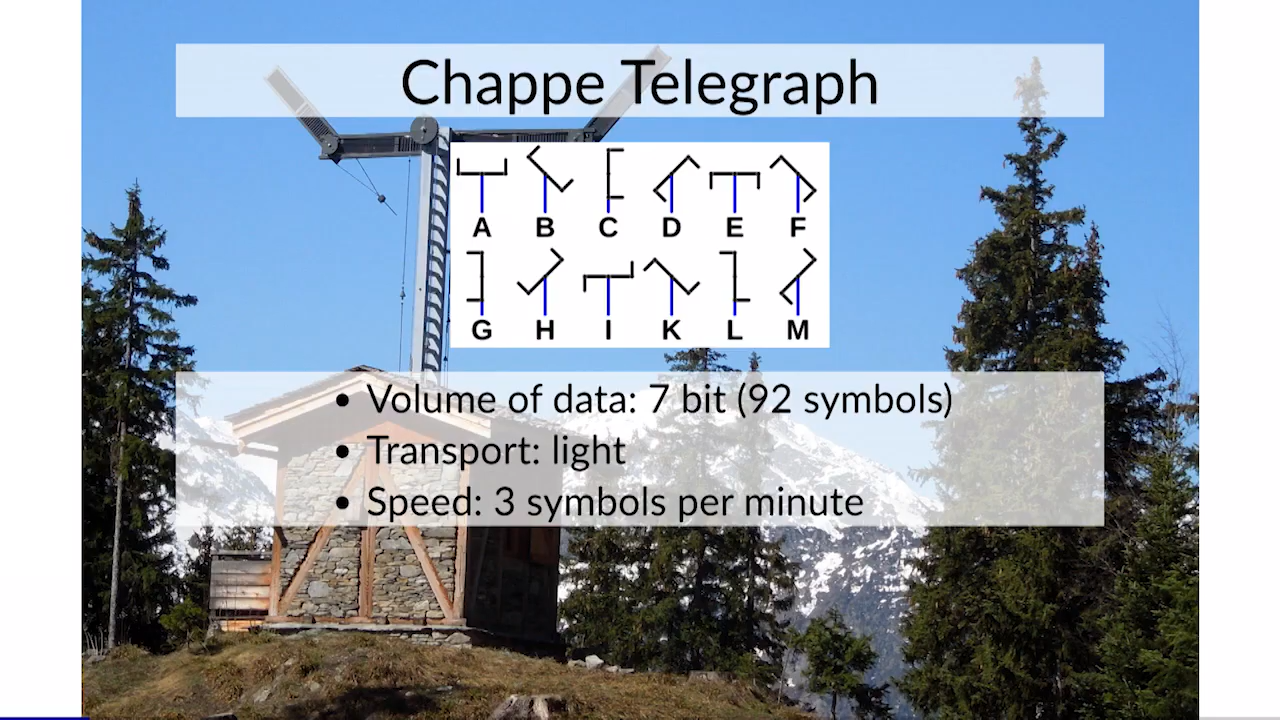 Chappe Telegraph
A B C D E F
G H I K L M
• Volume of data: 7 bit (92 symbols)
• Transport: light
• Speed: 3 symbols per minute